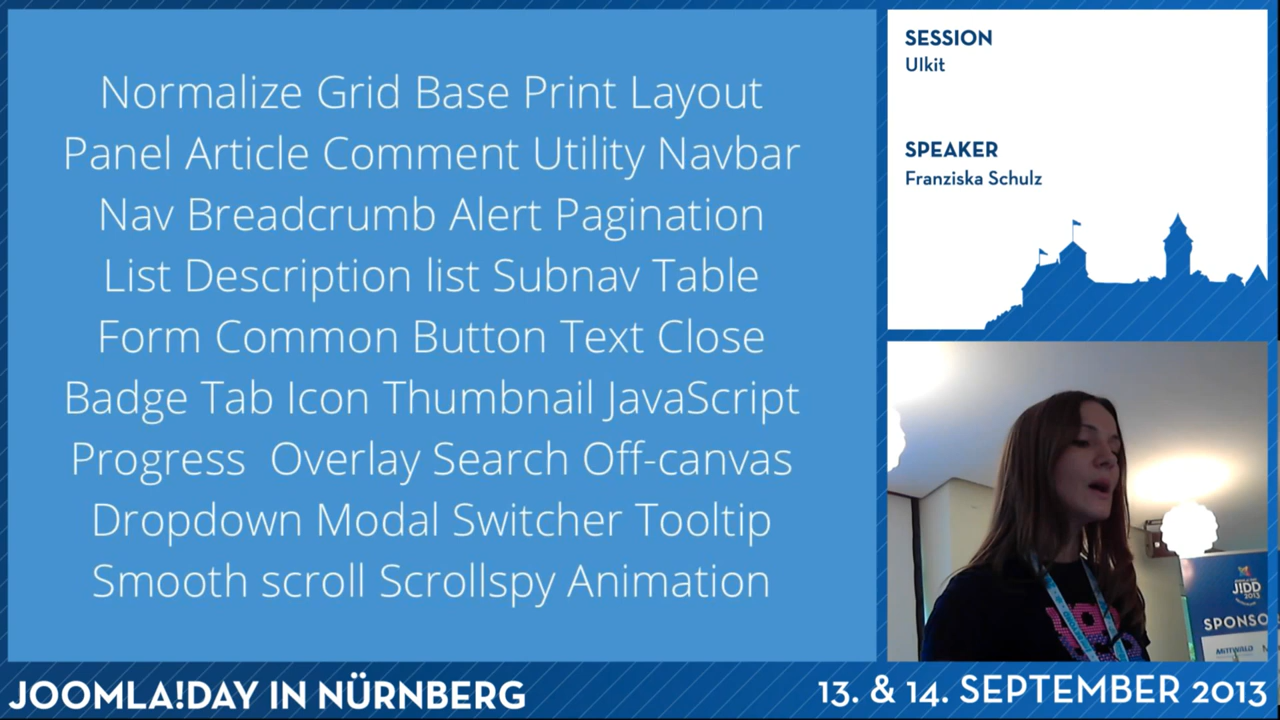 Normalize Grid Base Print Layout
Panel Article Comment Utility Navbar
Nav Breadcrumb Alert Pagination
List Description list Subnav Table
Form Common Button Text Close
Badge Tab Icon Thumbnail JavaScript
Progress Overlay Search Off-canvas
Dropdown Modal Switcher Tooltip
Smooth scroll Scrollspy Animation
SESSION
UIkit
SPEAKER
Franziska Schulz
JIDD
2013
SPONSO
MITTWALD
JOOMLA!DAY IN NÜRNBERG
13. & 14. SEPTEMBER 2013